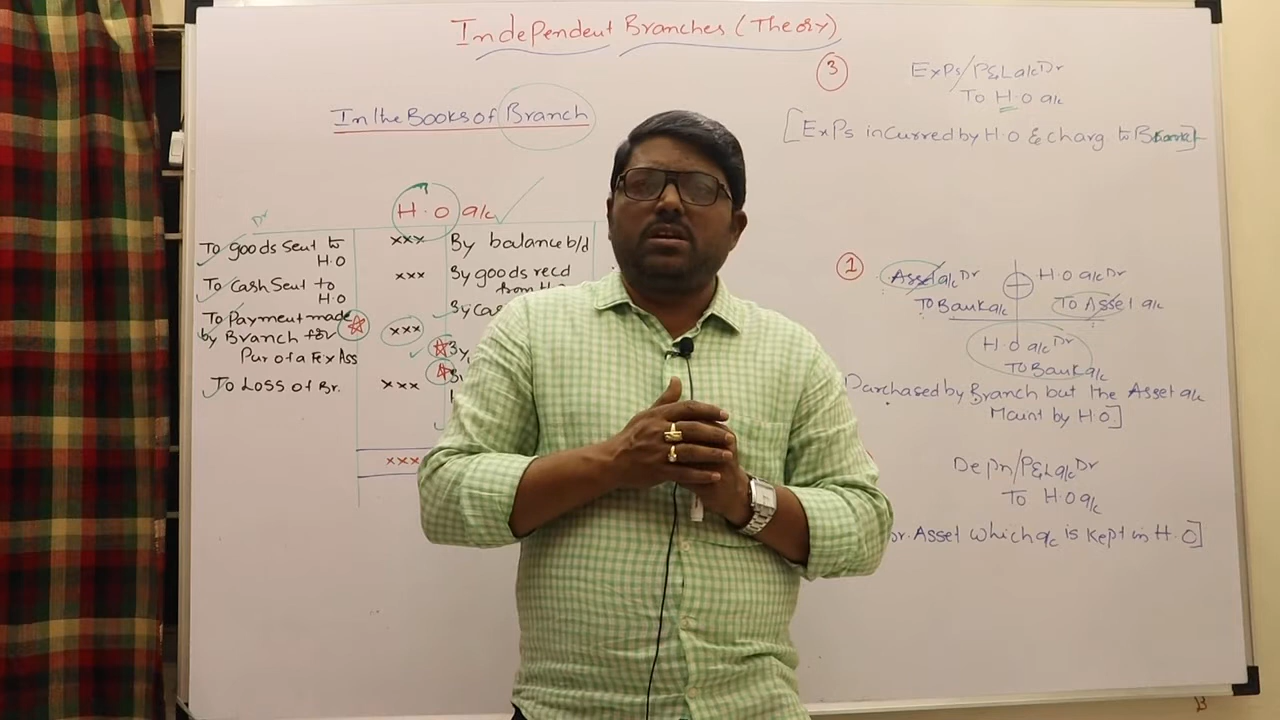 Independent Branches (Theory)
In the Books of Branch
H.O a/c
Dr
To goods sent to
H.O
xxx
By balance b/d
To Cash Sent to
H.O
xxx
By goods recd
from
To Payment made
by Branch for
Pur of a Fix Ass
xxx
To Loss of Br.
xxx
xxx
3
Exps/P&L a/c Dr
To H.O a/c
[Exps incurred by H.O & charg. to Branch]
1
Asset a/c Dr
To Bank a/c
H.O a/c Dr
To Asset a/c
H.O a/c Dr
To Bank a/c
Purchased by Branch but the Asset a/c
Maint by H.O.]
Depn/P&L a/c Dr
To H.O a/c
Asset which a/c is kept in H.O]